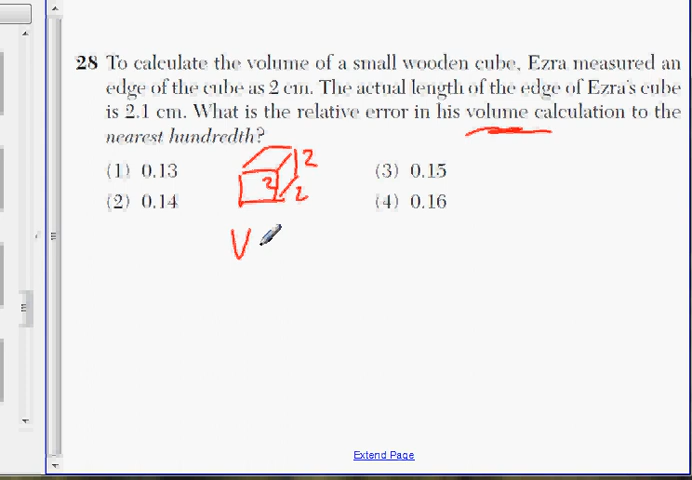 28 To calculate the volume of a small wooden cube, Ezra measured an
edge of the cube as 2 cm. The actual length of the edge of Ezra's cube
is 2.1 cm. What is the relative error in his volume calculation to the
nearest hundredth?
(1) 0.13 (3) 0.15
(2) 0.14 (4) 0.16
2
2
2
V
Extend Page